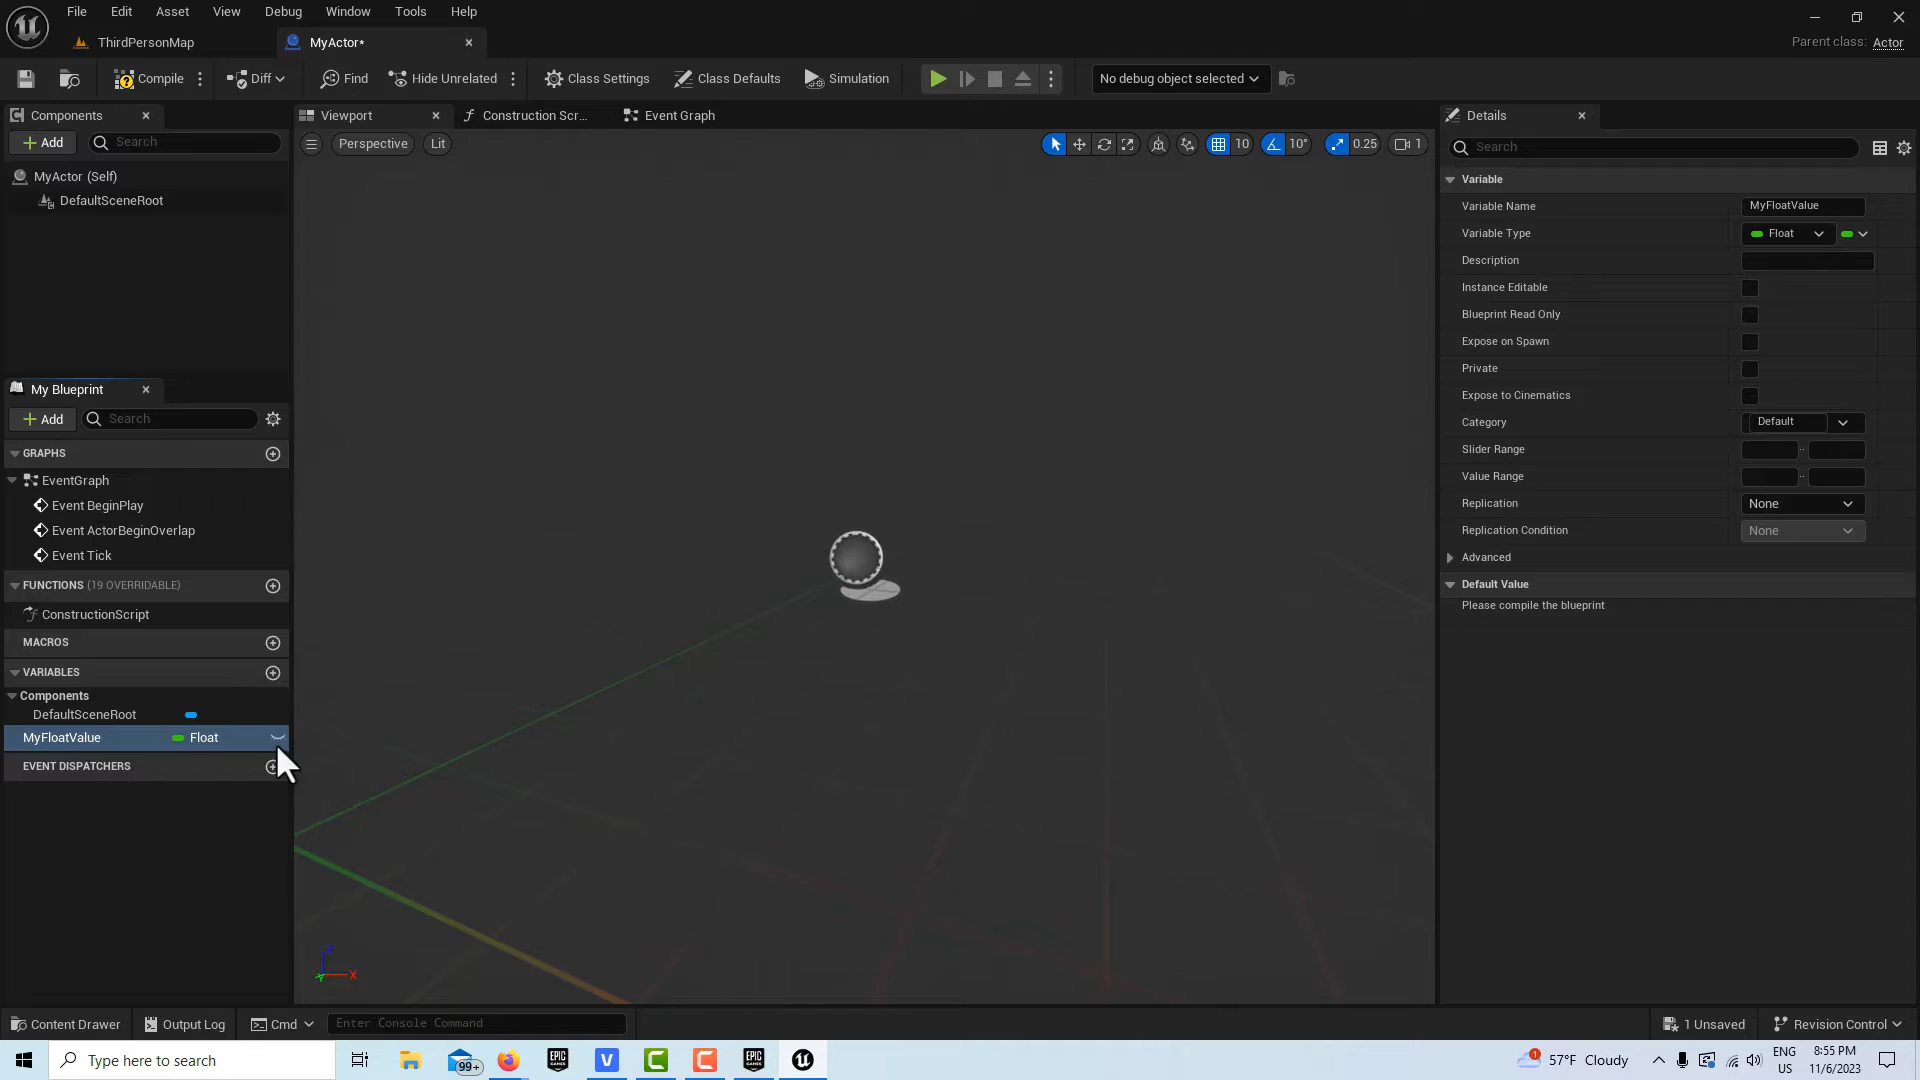 File Edit Asset View Debug Window Tools Help
ThirdPersonMap
MyActor*
Parent class: Actor
Compile
Diff
Find
Hide Unrelated
Class Settings
Class Defaults
Simulation
No debug object selected
Components
Add
Search
MyActor (Self)
DefaultSceneRoot
My Blueprint
Add
Search
GRAPHS
EventGraph
Event BeginPlay
Event ActorBeginOverlap
Event Tick
FUNCTIONS (19 OVERRIDABLE)
ConstructionScript
MACROS
VARIABLES
Components
DefaultSceneRoot
MyFloatValue Float
EVENT DISPATCHERS
Viewport
Construction Scr...
Event Graph
Perspective
Lit
10
10°
0.25
1
Z
X
Y
Details
Search
Variable
Variable Name MyFloatValue
Variable Type Float
Description
Instance Editable
Blueprint Read Only
Expose on Spawn
Private
Expose to Cinematics
Category Default
Slider Range ..
Value Range ..
Replication None
Replication Condition None
Advanced
Default Value
Please compile the blueprint
Content Drawer
Output Log
Cmd
Enter Console Command
1 Unsaved
Revision Control
Type here to search
99+
EPIC GAMES
V
C
C
EPIC GAMES
1
57°F Cloudy
ENG
US
8:55 PM
11/6/2023